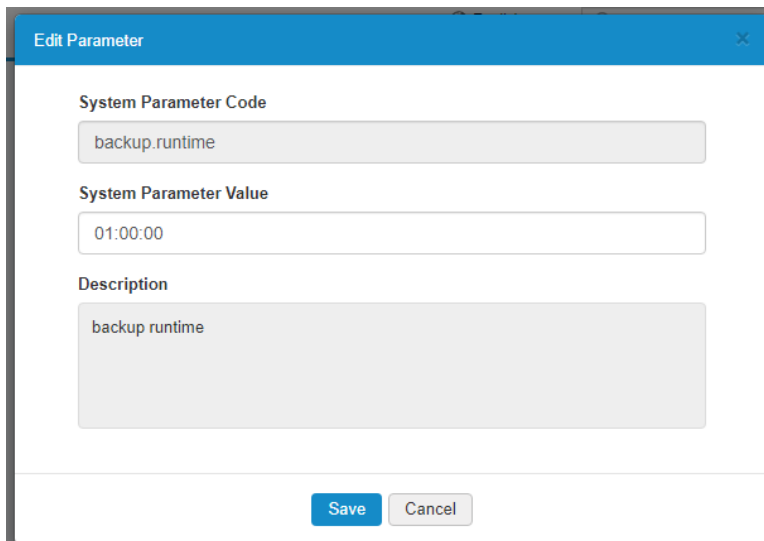 Edit Parameter
×
System Parameter Code
backup.runtime
System Parameter Value
01:00:00
Description
backup runtime
Save Cancel